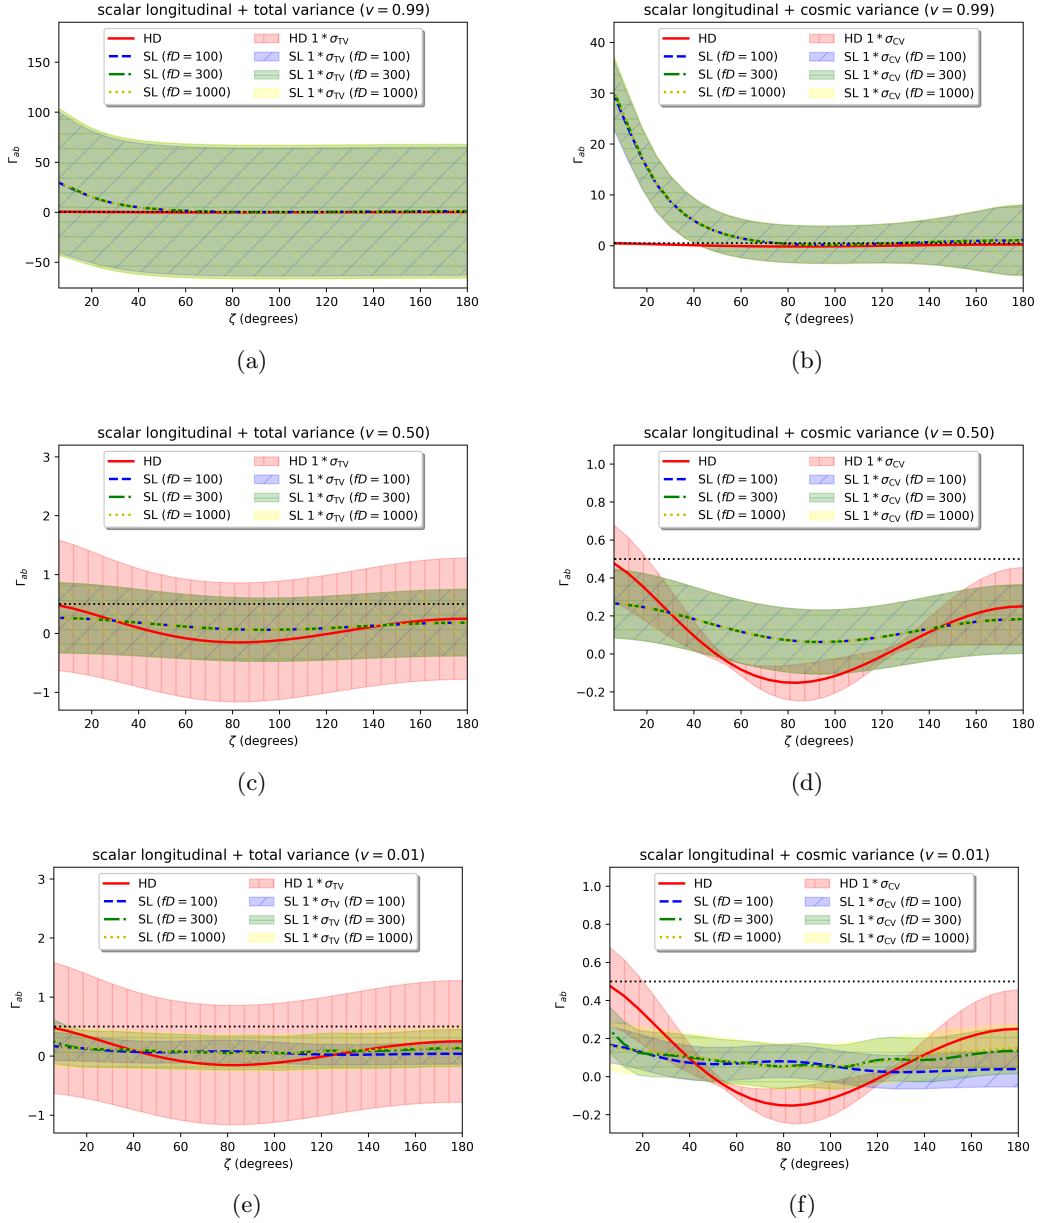 scalar longitudinal + total variance (v = 0.99)
HD
SL (fD = 100)
SL (fD = 300)
SL (fD = 1000)
HD 1 * σTV
SL 1 * σTV (fD = 100)
SL 1 * σTV (fD = 300)
SL 1 * σTV (fD = 1000)
150
100
50
0
−50
Γab
20 40 60 80 100 120 140 160 180
ζ (degrees)
(a)
scalar longitudinal + cosmic variance (v = 0.99)
HD
SL (fD = 100)
SL (fD = 300)
SL (fD = 1000)
HD 1 * σCV
SL 1 * σCV (fD = 100)
SL 1 * σCV (fD = 300)
SL 1 * σCV (fD = 1000)
40
30
20
10
0
Γab
20 40 60 80 100 120 140 160 180
ζ (degrees)
(b)
scalar longitudinal + total variance (v = 0.50)
HD
SL (fD = 100)
SL (fD = 300)
SL (fD = 1000)
HD 1 * σTV
SL 1 * σTV (fD = 100)
SL 1 * σTV (fD = 300)
SL 1 * σTV (fD = 1000)
3
2
1
0
−1
Γab
20 40 60 80 100 120 140 160 180
ζ (degrees)
(c)
scalar longitudinal + cosmic variance (v = 0.50)
HD
SL (fD = 100)
SL (fD = 300)
SL (fD = 1000)
HD 1 * σCV
SL 1 * σCV (fD = 100)
SL 1 * σCV (fD = 300)
SL 1 * σCV (fD = 1000)
1.0
0.8
0.6
0.4
0.2
0.0
−0.2
Γab
20 40 60 80 100 120 140 160 180
ζ (degrees)
(d)
scalar longitudinal + total variance (v = 0.01)
HD
SL (fD = 100)
SL (fD = 300)
SL (fD = 1000)
HD 1 * σTV
SL 1 * σTV (fD = 100)
SL 1 * σTV (fD = 300)
SL 1 * σTV (fD = 1000)
3
2
1
0
−1
Γab
20 40 60 80 100 120 140 160 180
ζ (degrees)
(e)
scalar longitudinal + cosmic variance (v = 0.01)
HD
SL (fD = 100)
SL (fD = 300)
SL (fD = 1000)
HD 1 * σCV
SL 1 * σCV (fD = 100)
SL 1 * σCV (fD = 300)
SL 1 * σCV (fD = 1000)
1.0
0.8
0.6
0.4
0.2
0.0
−0.2
Γab
20 40 60 80 100 120 140 160 180
ζ (degrees)
(f)